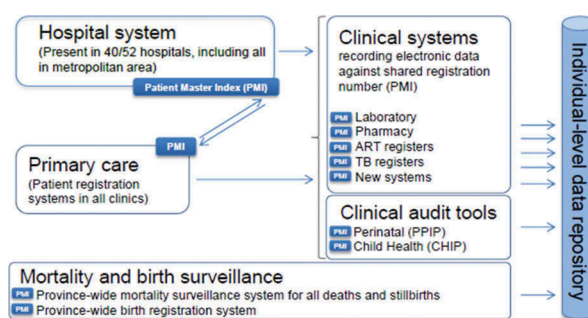 Hospital system
(Present in 40/52 hospitals, including all
in metropolitan area)
Patient Master Index (PMI)
PMI
Primary care
(Patient registration
systems in all clinics)
Clinical systems
recording electronic data
against shared registration
number (PMI)
PMI Laboratory
PMI Pharmacy
PMI ART registers
PMI TB registers
PMI New systems
Clinical audit tools
PMI Perinatal (PPIP)
PMI Child Health (CHIP)
Mortality and birth surveillance
PMI Province-wide mortality surveillance system for all deaths and stillbirths
PMI Province-wide birth registration system
Individual-level data repository